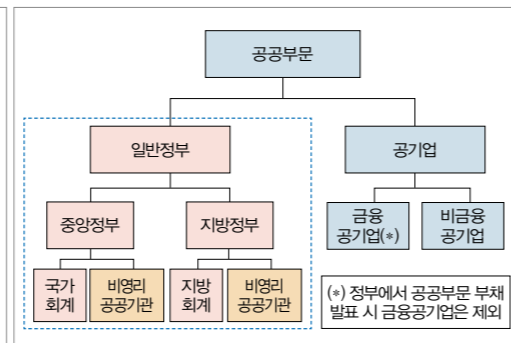 공공부문
일반정부
공기업
중앙정부
지방정부
금융
공기업(*)
비금융
공기업
국가
회계
비영리
공공기관
지방
회계
비영리
공공기관
(*) 정부에서 공공부문 부채
발표 시 금융공기업은 제외